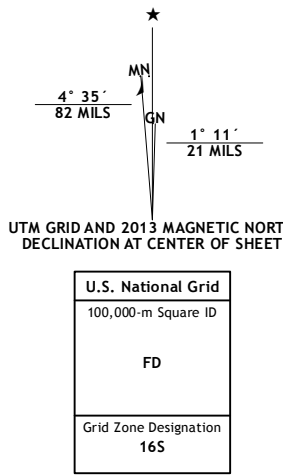 MN
4° 35´
82 MILS
GN
1° 11´
21 MILS
UTM GRID AND 2013 MAGNETIC NORT
DECLINATION AT CENTER OF SHEET
U.S. National Grid
100,000-m Square ID
FD
Grid Zone Designation
16S